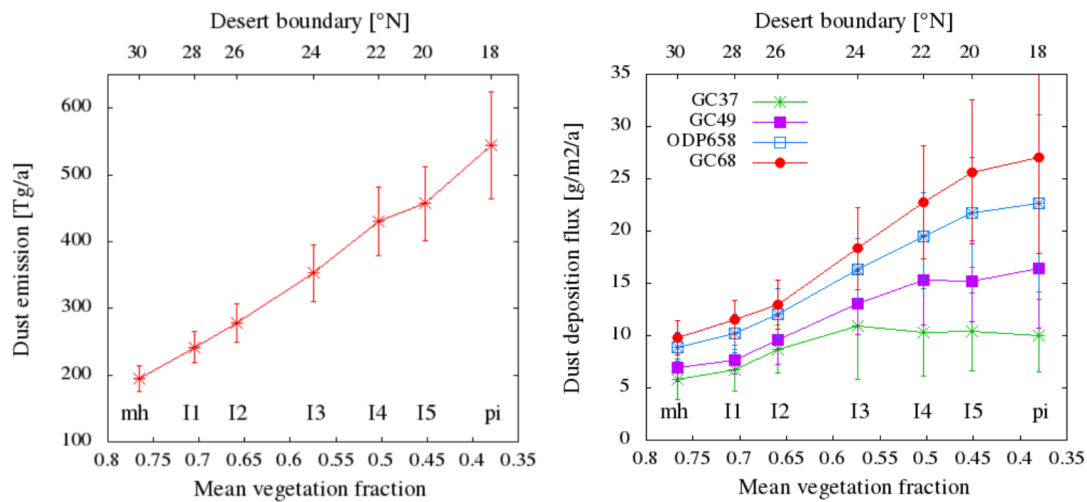 Desert boundary [°N]
30 28 26 24 22 20 18
600
500
400
300
200
100
Dust emission [Tg/a]
mh I1 I2 I3 I4 I5 pi
0.8 0.75 0.7 0.65 0.6 0.55 0.5 0.45 0.4 0.35
Mean vegetation fraction
Desert boundary [°N]
30 28 26 24 22 20 18
35
30
25
20
15
10
5
0
Dust deposition flux [g/m2/a]
GC37
GC49
ODP658
GC68
mh I1 I2 I3 I4 I5 pi
0.8 0.75 0.7 0.65 0.6 0.55 0.5 0.45 0.4 0.35
Mean vegetation fraction